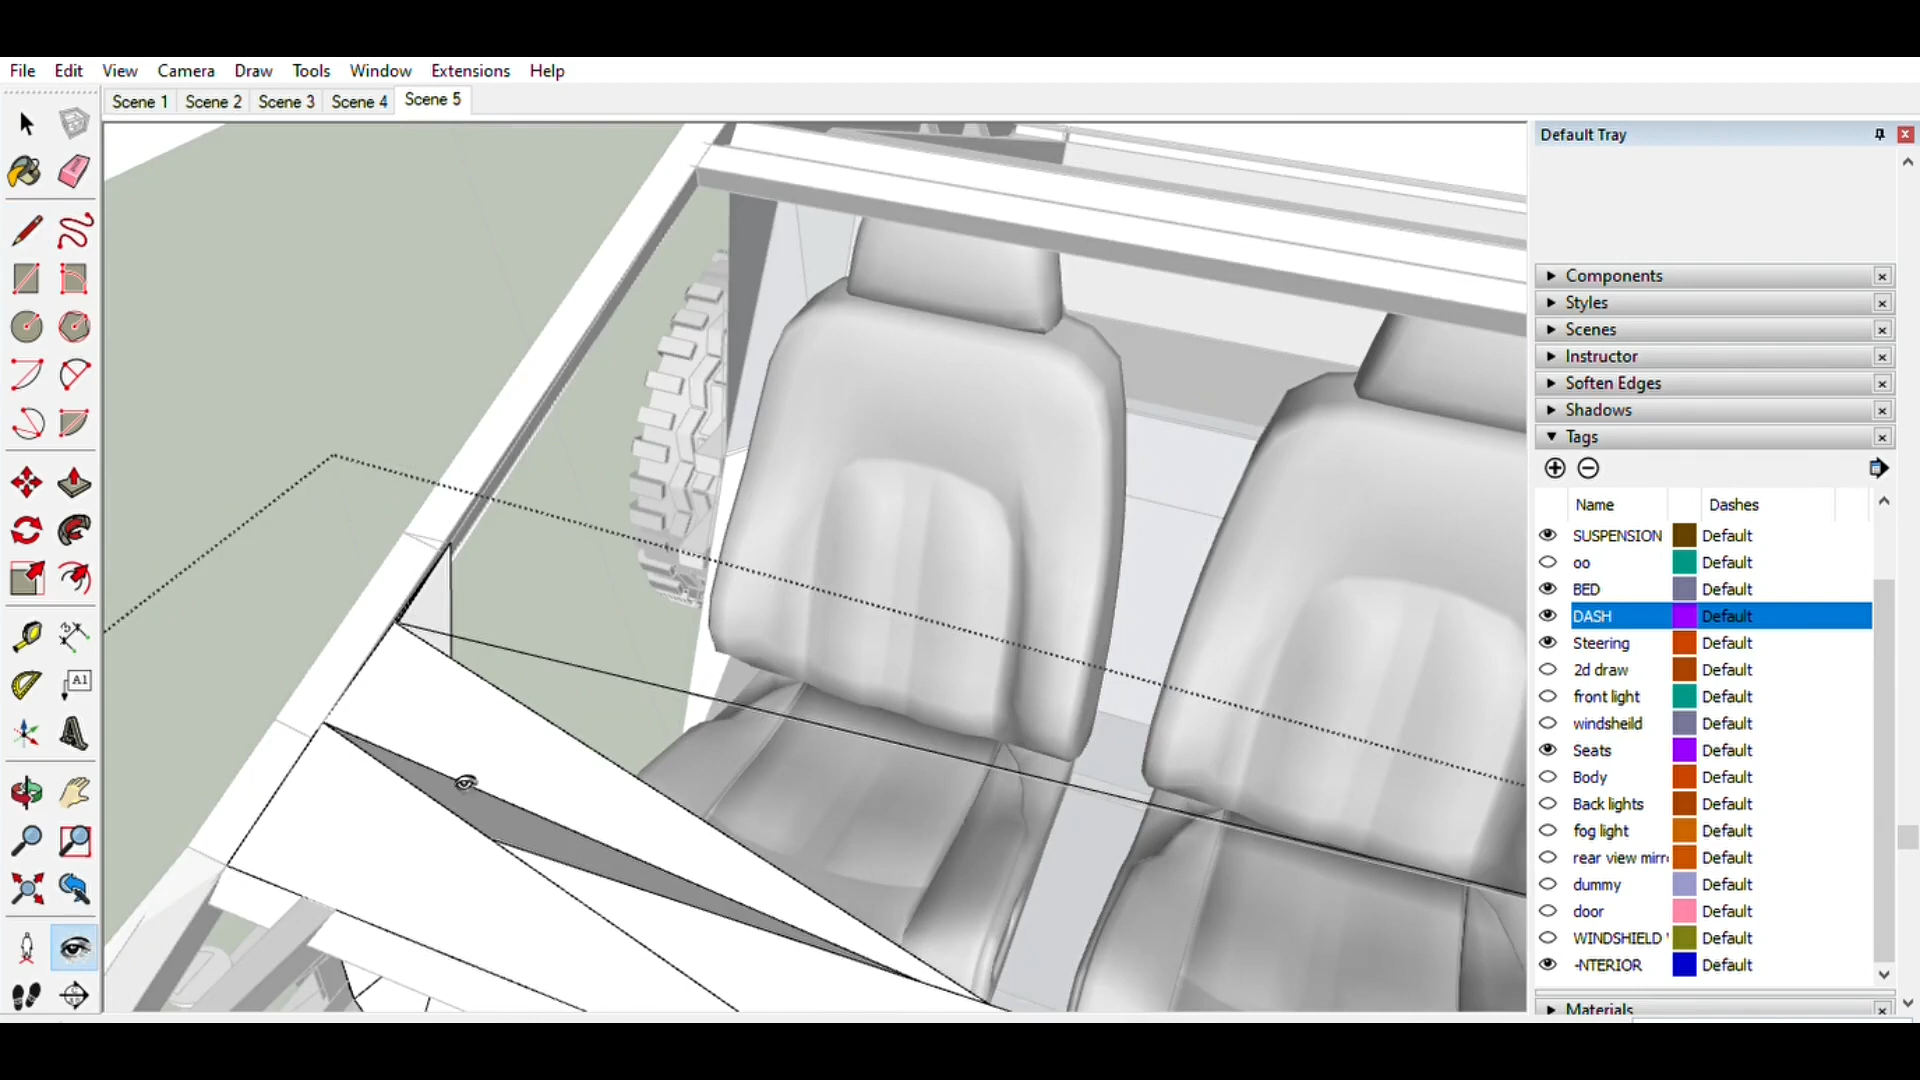 File Edit View Camera Draw Tools Window Extensions Help
Scene 1 Scene 2 Scene 3 Scene 4 Scene 5
Default Tray
Components
Styles
Scenes
Instructor
Soften Edges
Shadows
Tags
Name Dashes
SUSPENSION Default
oo Default
BED Default
DASH Default
Steering Default
2d draw Default
front light Default
windsheild Default
Seats Default
Body Default
Back lights Default
fog light Default
rear view mirr Default
dummy Default
door Default
WINDSHIELD Default
-NTERIOR Default
Materials
A1